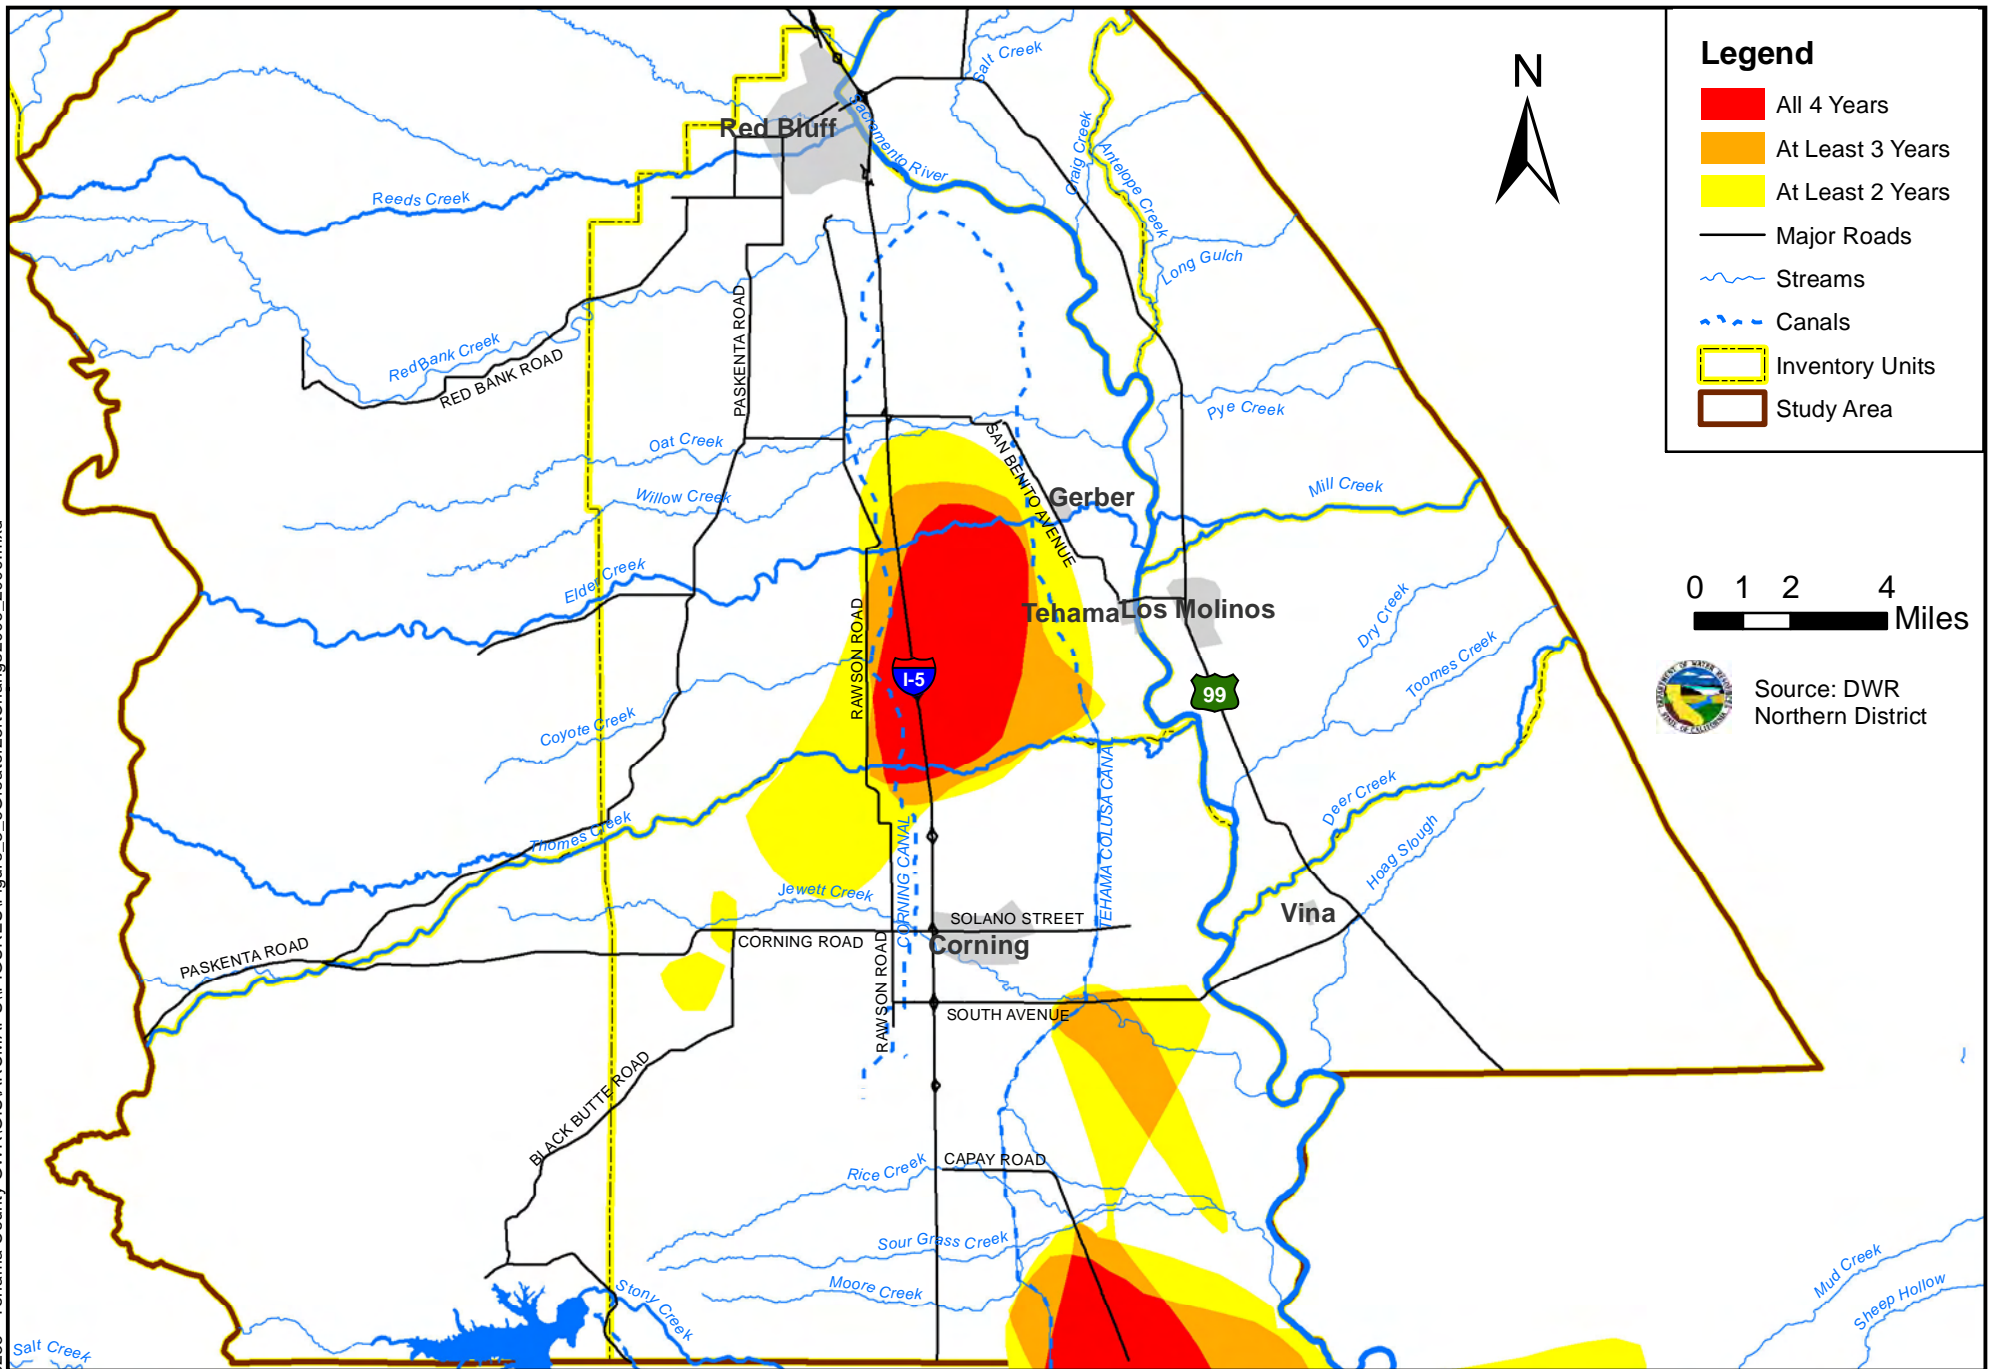 Legend
All 4 Years
At Least 3 Years
At Least 2 Years
Major Roads
Streams
Canals
Inventory Units
Study Area
N
0 1 2 4
Miles
Source: DWR
Northern District
Salt Creek
Red Bluff
Sacramento River
Craig Creek
Antelope Creek
Reeds Creek
Long Gulch
PASKENTA ROAD
RedBank Creek
RED BANK ROAD
Pye Creek
Oat Creek
SAN BENITO AVENUE
Willow Creek
Gerber
Mill Creek
Elder Creek
Tehama
Los Molinos
Dry Creek
RAWSON ROAD
Toomes Creek
I-5
99
Coyote Creek
TEHAMA COLUSA CANAL
Thomes Creek
Deer Creek
CORNING CANAL
Hoag Slough
Jewett Creek
SOLANO STREET
Vina
CORNING ROAD
Corning
PASKENTA ROAD
RAWSON ROAD
SOUTH AVENUE
BLACK BUTTE ROAD
CAPAY ROAD
Rice Creek
Sour Grass Creek
Moore Creek
Stony Creek
Mud Creek
Sheep Hollow
Salt Creek